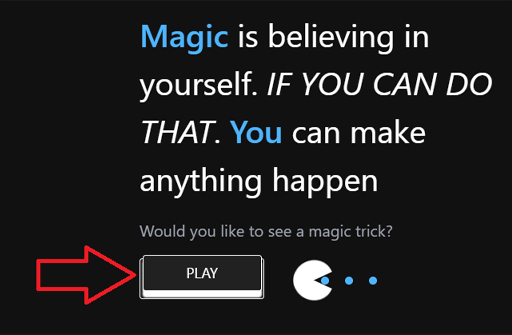 Magic is believing in
yourself. IF YOU CAN DO
THAT. You can make
anything happen
Would you like to see a magic trick?
PLAY